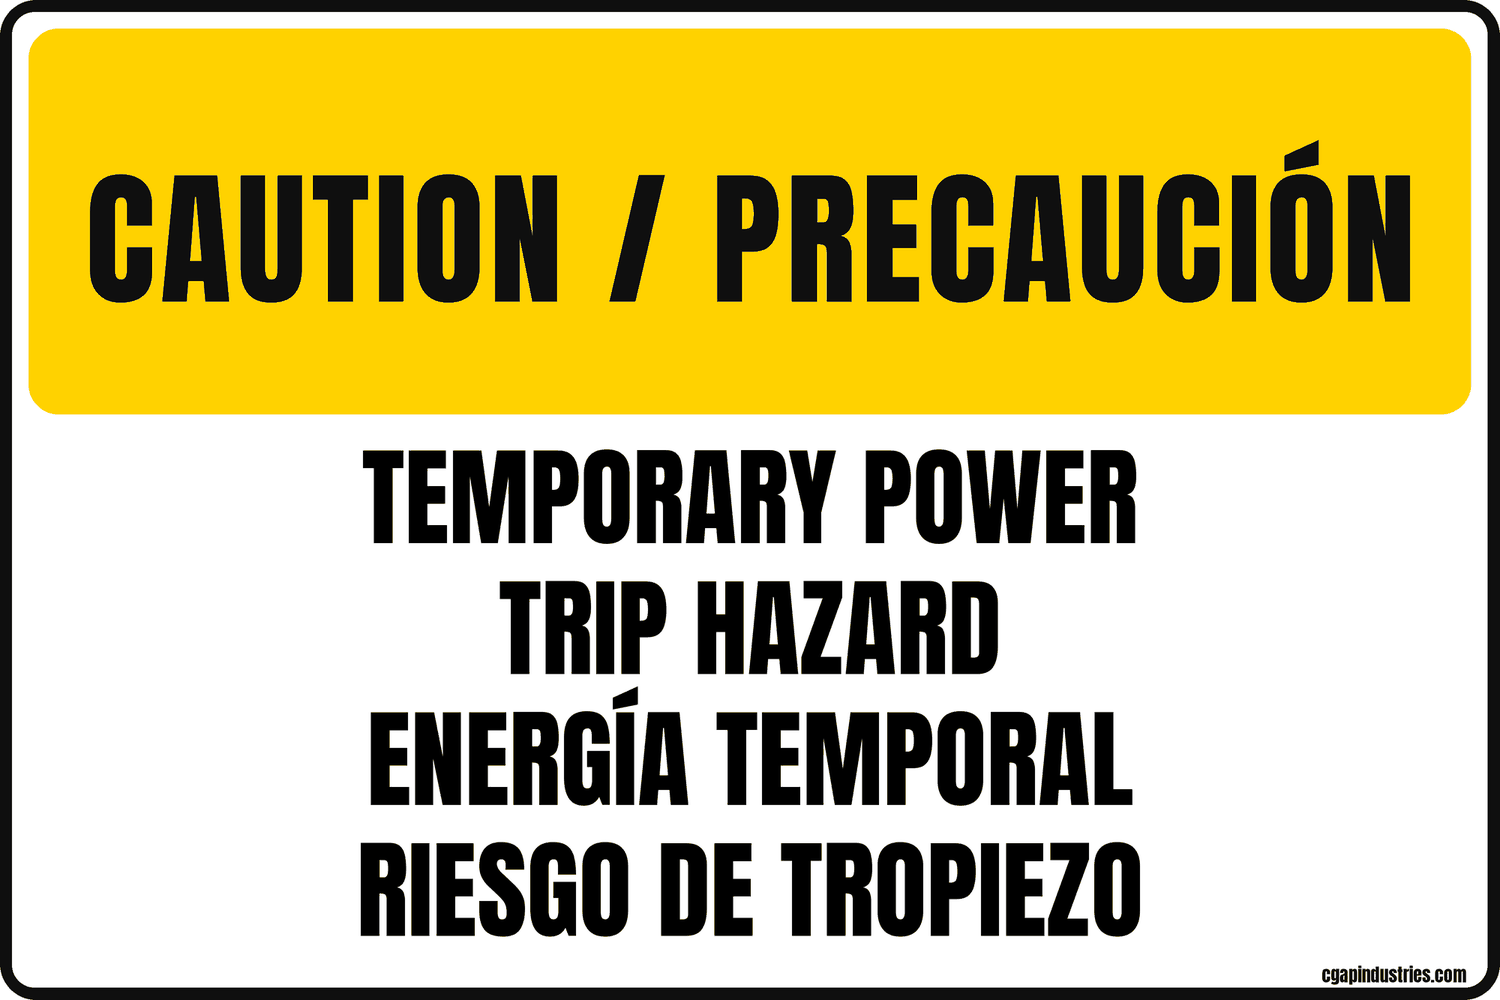 CAUTION / PRECAUCIÓN
TEMPORARY POWER
TRIP HAZARD
ENERGÍA TEMPORAL
RIESGO DE TROPIEZO
cgapindustries.com